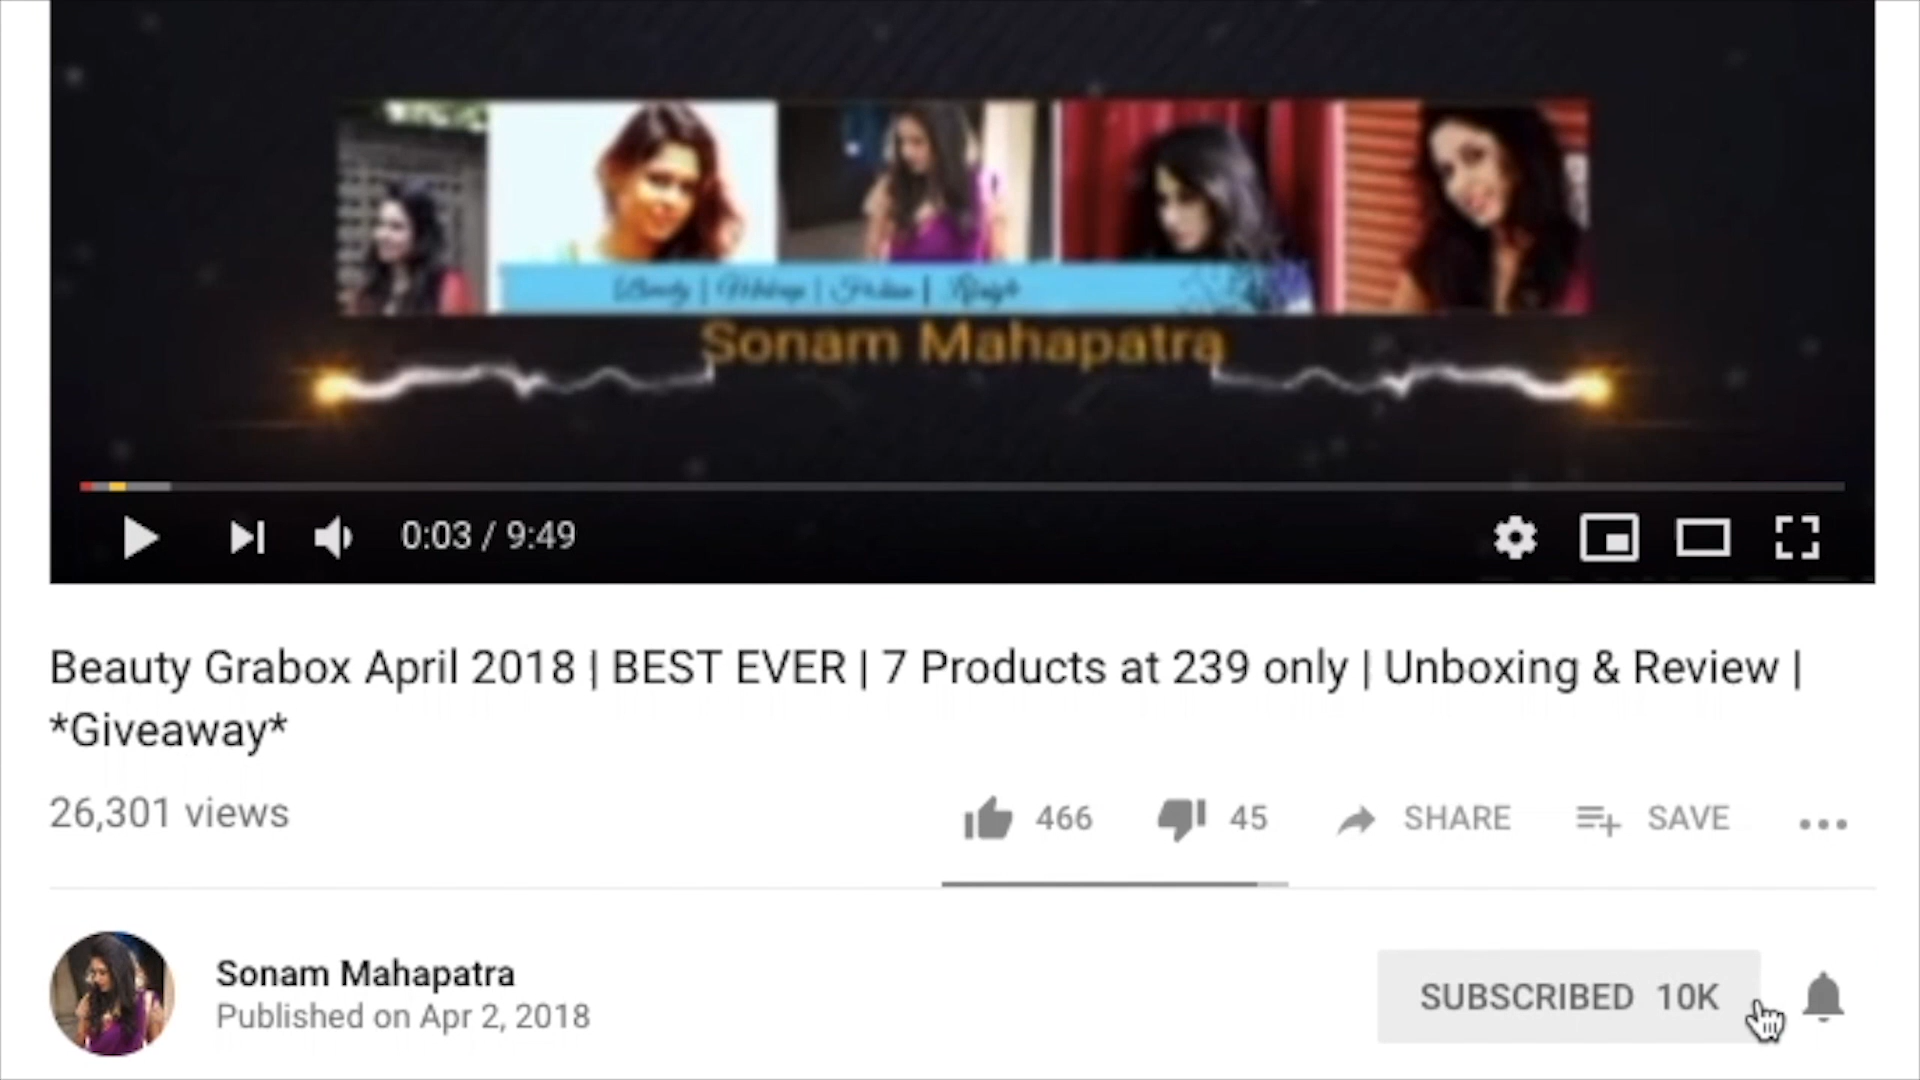 Sonam Mahapatra
0:03 / 9:49
Beauty Grabox April 2018 | BEST EVER | 7 Products at 239 only | Unboxing & Review |
*Giveaway*
26,301 views
466
45
SHARE
SAVE
Sonam Mahapatra
Published on Apr 2, 2018
SUBSCRIBED 10K